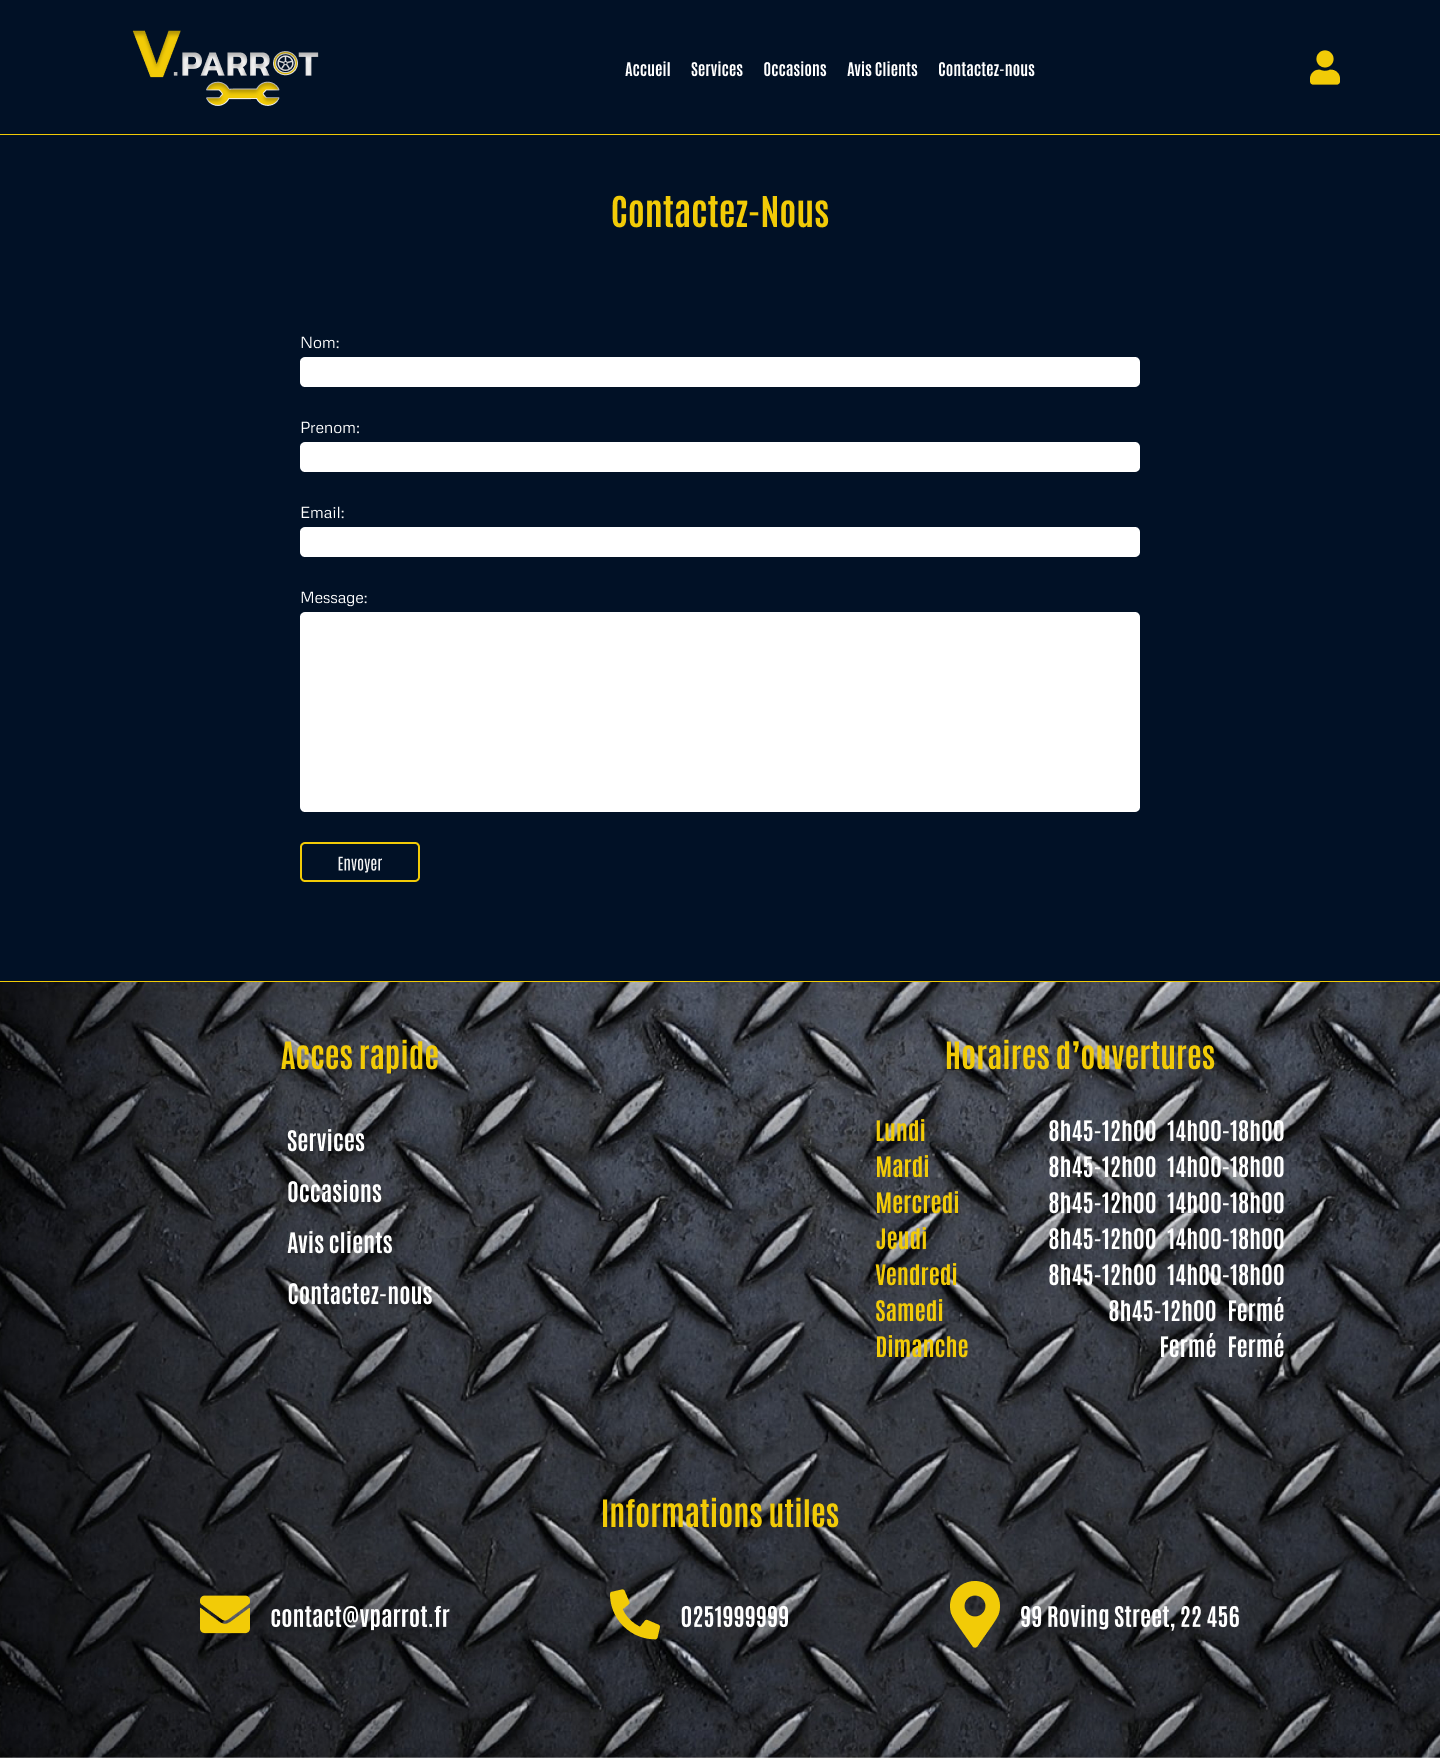 V.PARROT
Accueil Services Occasions Avis Clients Contactez-nous
Contactez-Nous
Nom:
Prenom:
Email:
Message:
Envoyer
Acces rapide
Services
Occasions
Avis clients
Contactez-nous
Horaires d’ouvertures
Lundi 8h45-12h00 14h00-18h00
Mardi 8h45-12h00 14h00-18h00
Mercredi 8h45-12h00 14h00-18h00
Jeudi 8h45-12h00 14h00-18h00
Vendredi 8h45-12h00 14h00-18h00
Samedi 8h45-12h00 Fermé
Dimanche Fermé Fermé
Informations utiles
contact@vparrot.fr
0251999999
99 Roving Street, 22 456